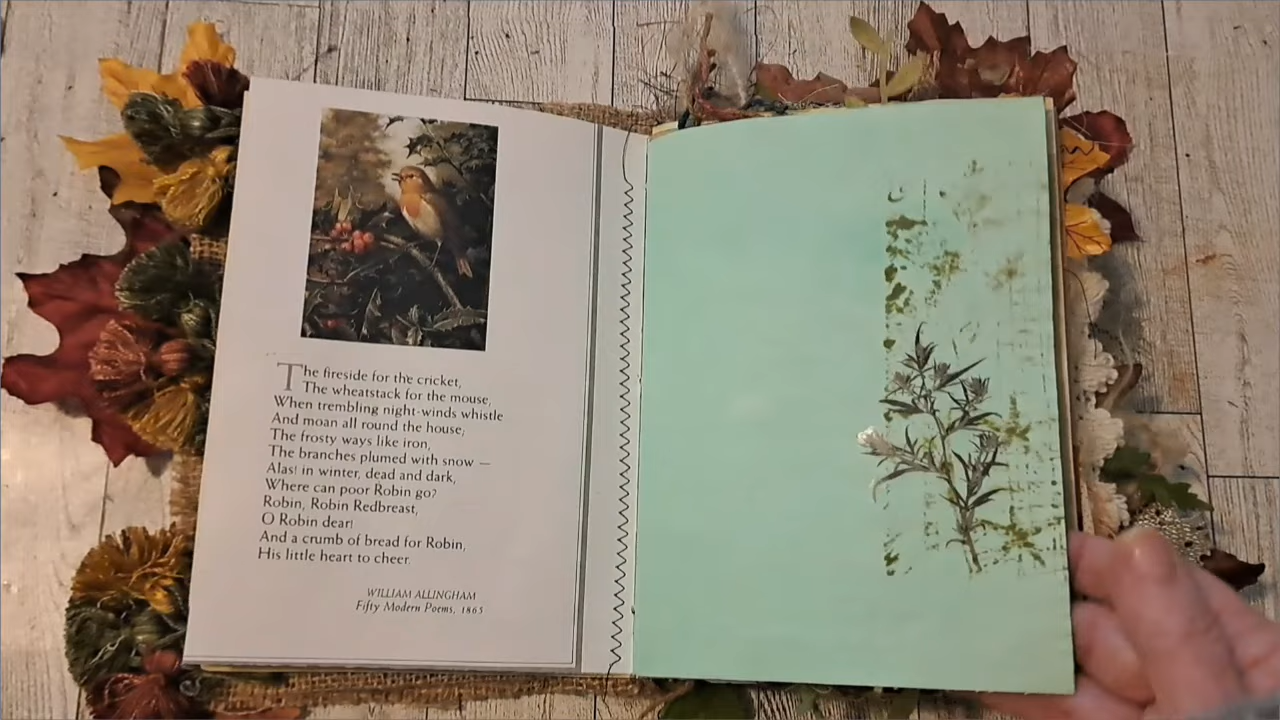 The fireside for the cricket,
The wheatstack for the mouse,
When trembling night-winds whistle
And moan all round the house;
The frosty ways like iron,
The branches plumed with snow —
Alas! in winter, dead and dark,
Where can poor Robin go?
Robin, Robin Redbreast,
O Robin dear!
And a crumb of bread for Robin,
His little heart to cheer.
WILLIAM ALLINGHAM
Fifty Modern Poems, 1865